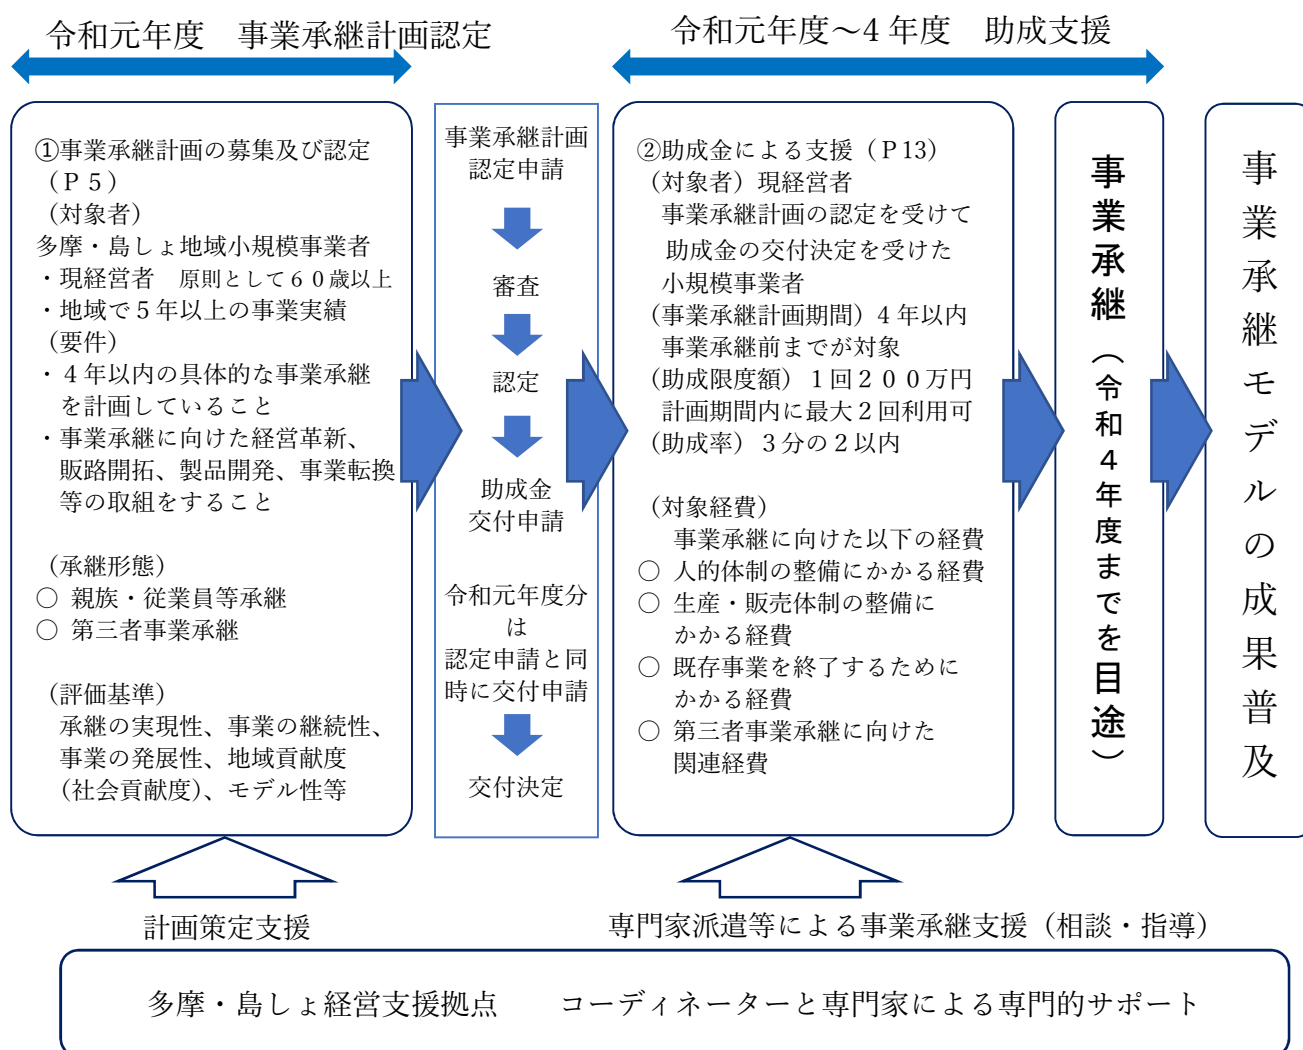 令和元年度　事業承継計画認定
令和元年度～４年度　助成支援
①事業承継計画の募集及び認定
（Ｐ５）
（対象者）
多摩・島しょ地域小規模事業者
・現経営者　原則として６０歳以上
・地域で５年以上の事業実績
（要件）
・４年以内の具体的な事業承継
を計画していること
・事業承継に向けた経営革新、
販路開拓、製品開発、事業転換
等の取組をすること
（承継形態）
○ 親族・従業員等承継
○ 第三者事業承継
（評価基準）
承継の実現性、事業の継続性、
事業の発展性、地域貢献度
（社会貢献度）、モデル性等
事業承継計画
認定申請
審査
認定
助成金
交付申請
令和元年度分
は
認定申請と同
時に交付申請
交付決定
②助成金による支援（Ｐ13）
（対象者）現経営者
事業承継計画の認定を受けて
助成金の交付決定を受けた
小規模事業者
（事業承継計画期間）４年以内
事業承継前までが対象
（助成限度額）１回２００万円
計画期間内に最大２回利用可
（助成率）３分の２以内
（対象経費）
事業承継に向けた以下の経費
○ 人的体制の整備にかかる経費
○ 生産・販売体制の整備に
かかる経費
○ 既存事業を終了するために
かかる経費
○ 第三者事業承継に向けた
関連経費
事業承継（令和４年度までを目途）
事業承継モデルの成果普及
計画策定支援
専門家派遣等による事業承継支援（相談・指導）
多摩・島しょ経営支援拠点　　コーディネーターと専門家による専門的サポート